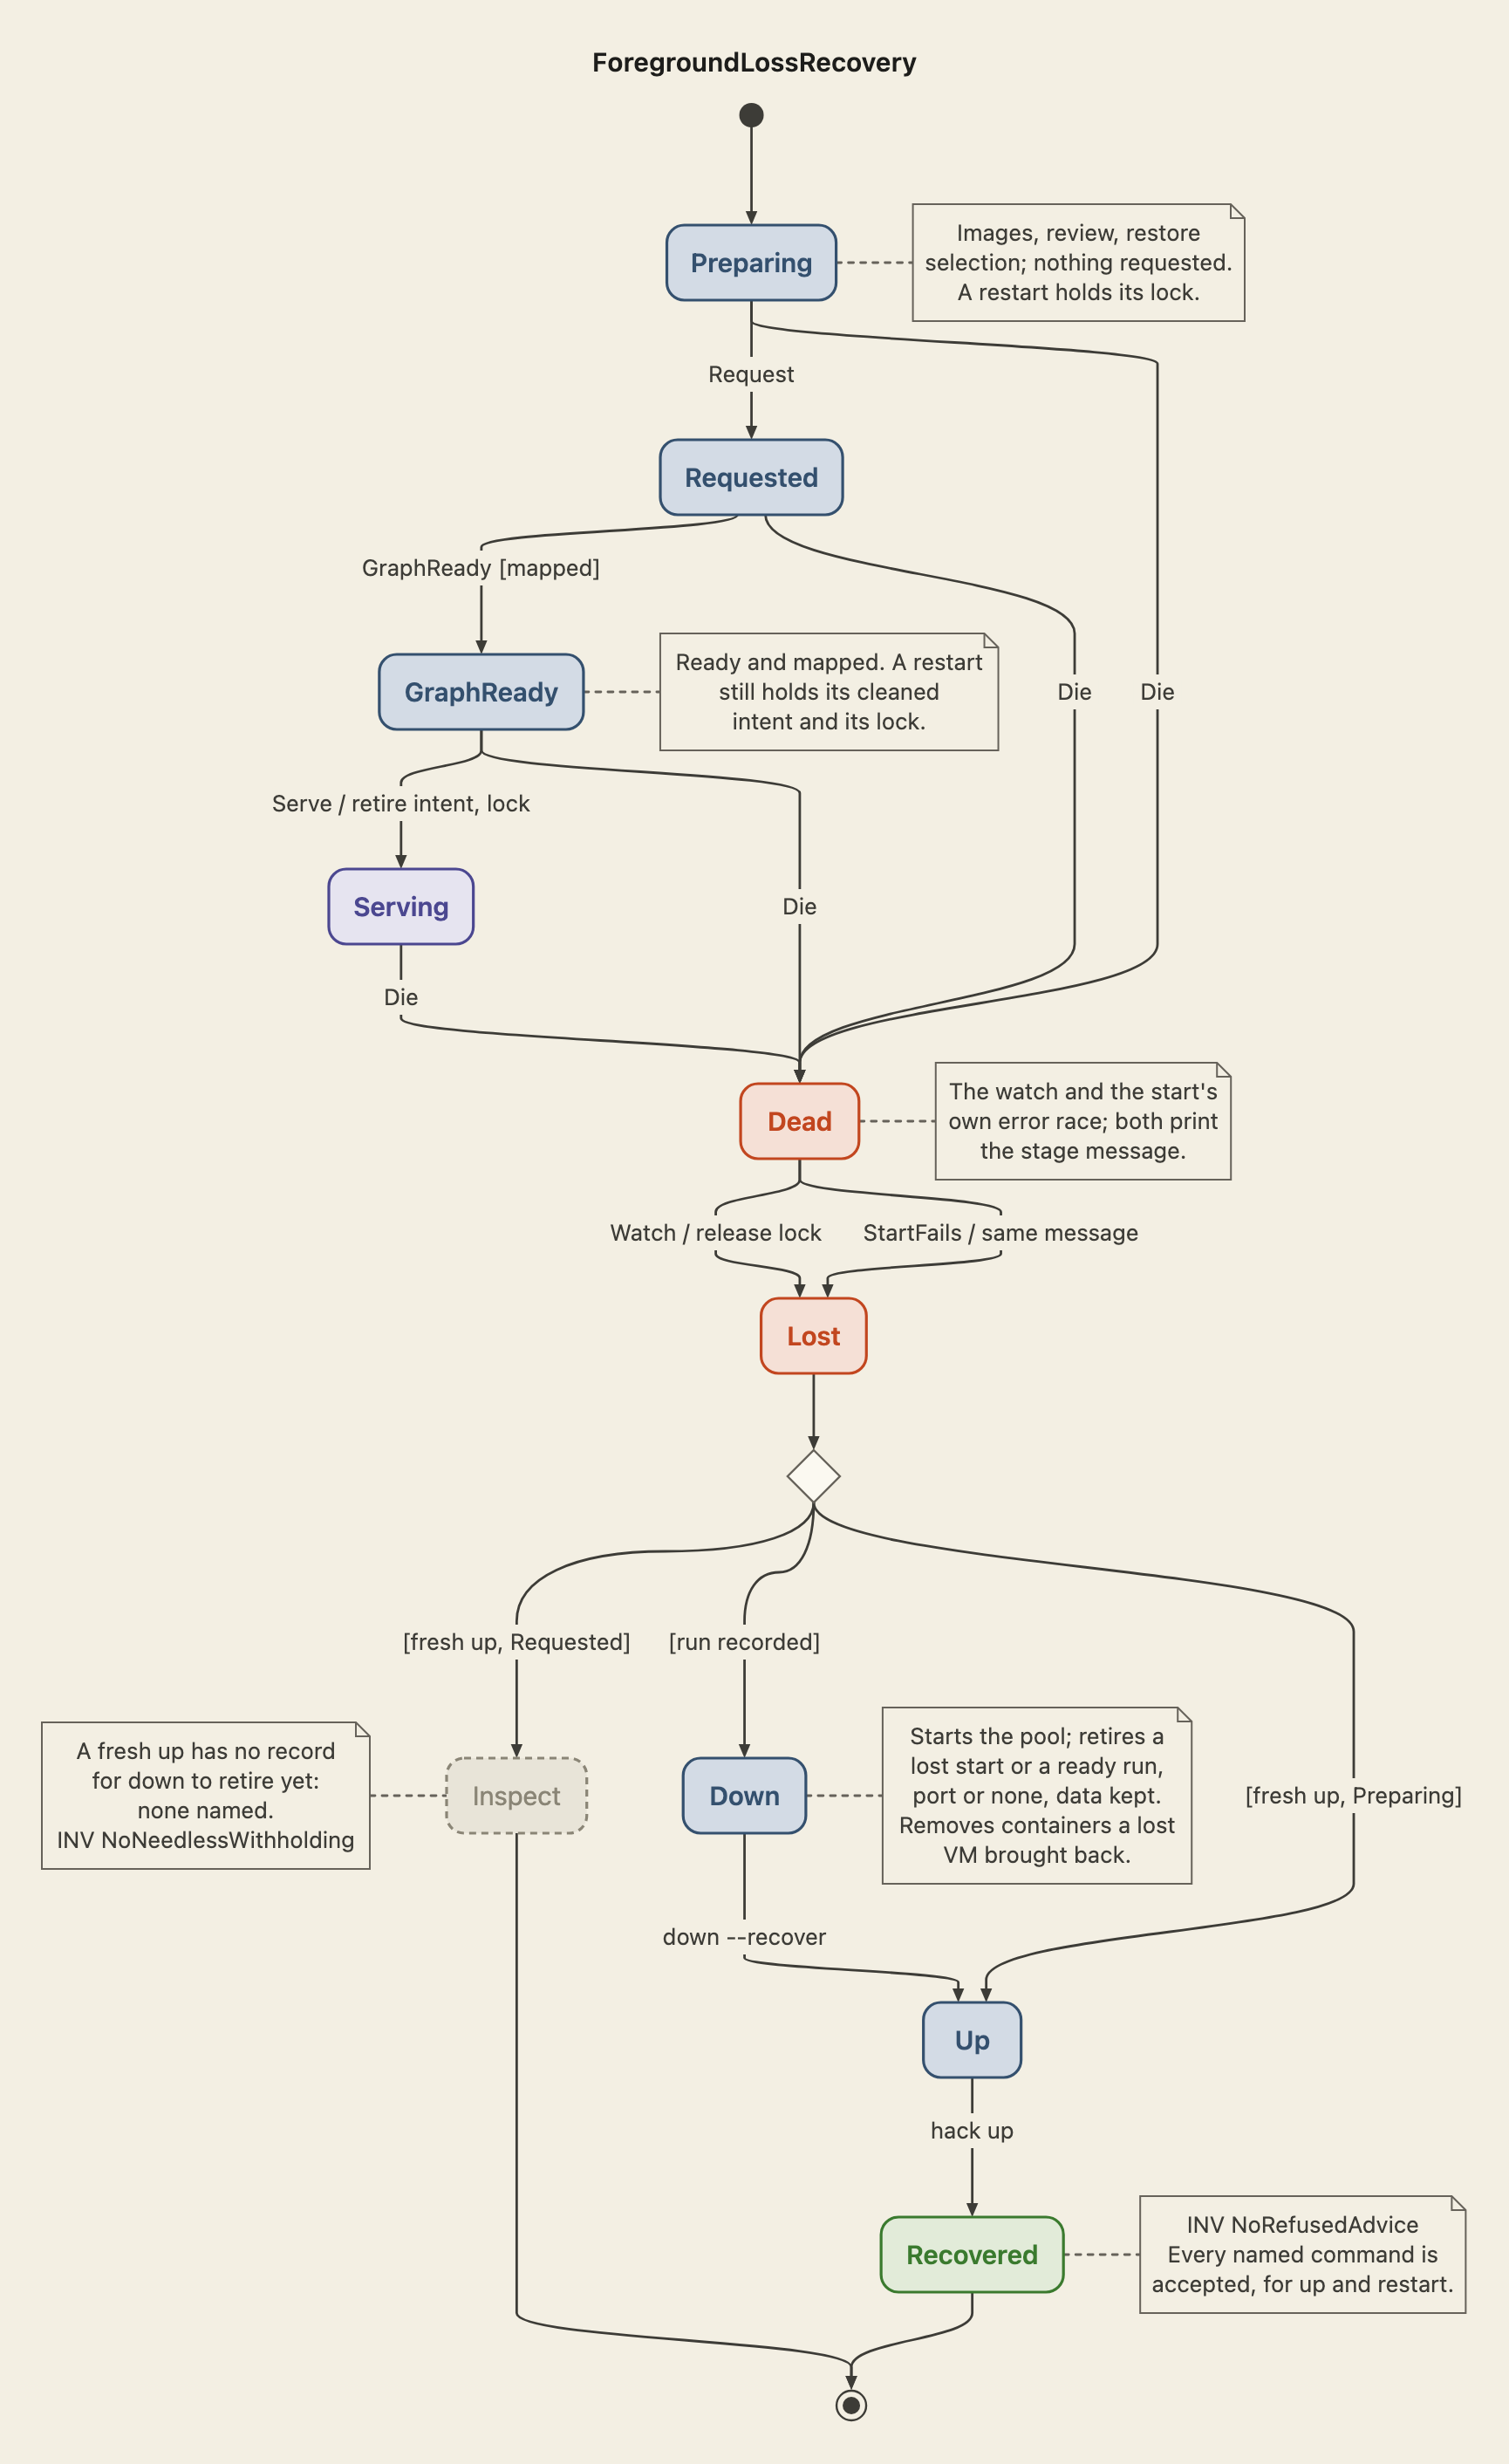 ForegroundLossRecovery
Preparing
Images, review, restore
selection; nothing requested.
A restart holds its lock.
Request
Requested
GraphReady [mapped]
GraphReady
Ready and mapped. A restart
still holds its cleaned
intent and its lock.
Die
Die
Serve / retire intent, lock
Serving
Die
Die
Dead
The watch and the start's
own error race; both print
the stage message.
Watch / release lock
StartFails / same message
Lost
[fresh up, Requested]
[run recorded]
[fresh up, Preparing]
A fresh up has no record
for down to retire yet:
none named.
INV NoNeedlessWithholding
Inspect
Down
Starts the pool; retires a
lost start or a ready run,
port or none, data kept.
Removes containers a lost
VM brought back.
down --recover
Up
hack up
Recovered
INV NoRefusedAdvice
Every named command is
accepted, for up and restart.